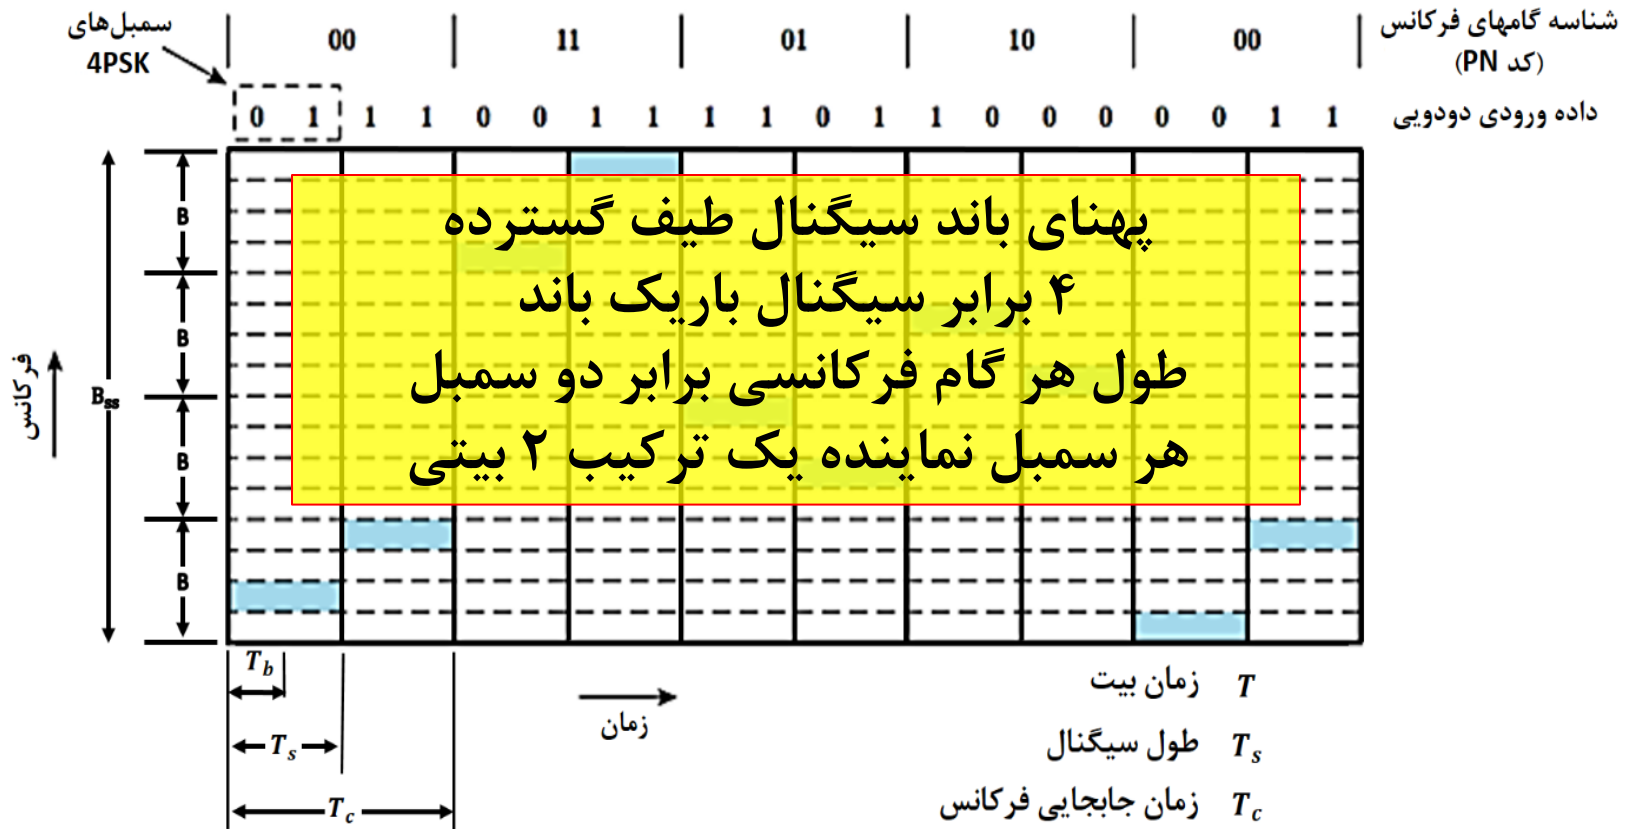 شناسه گامهای فرکانس
(کد PN)
00 11 01 10 00
سمبل‌های
4PSK
داده ورودی دودویی
0 1 1 1 0 0 1 1 1 1 0 1 1 0 0 0 0 0 1 1
پهنای باند سیگنال طیف گسترده
۴ برابر سیگنال باریک باند
طول هر گام فرکانسی برابر دو سمبل
هر سمبل نماینده یک ترکیب ۲ بیتی
فرکانس
Bss
B
B
B
B
Tb
Ts
Tc
زمان
T زمان بیت
Ts طول سیگنال
Tc زمان جابجایی فرکانس